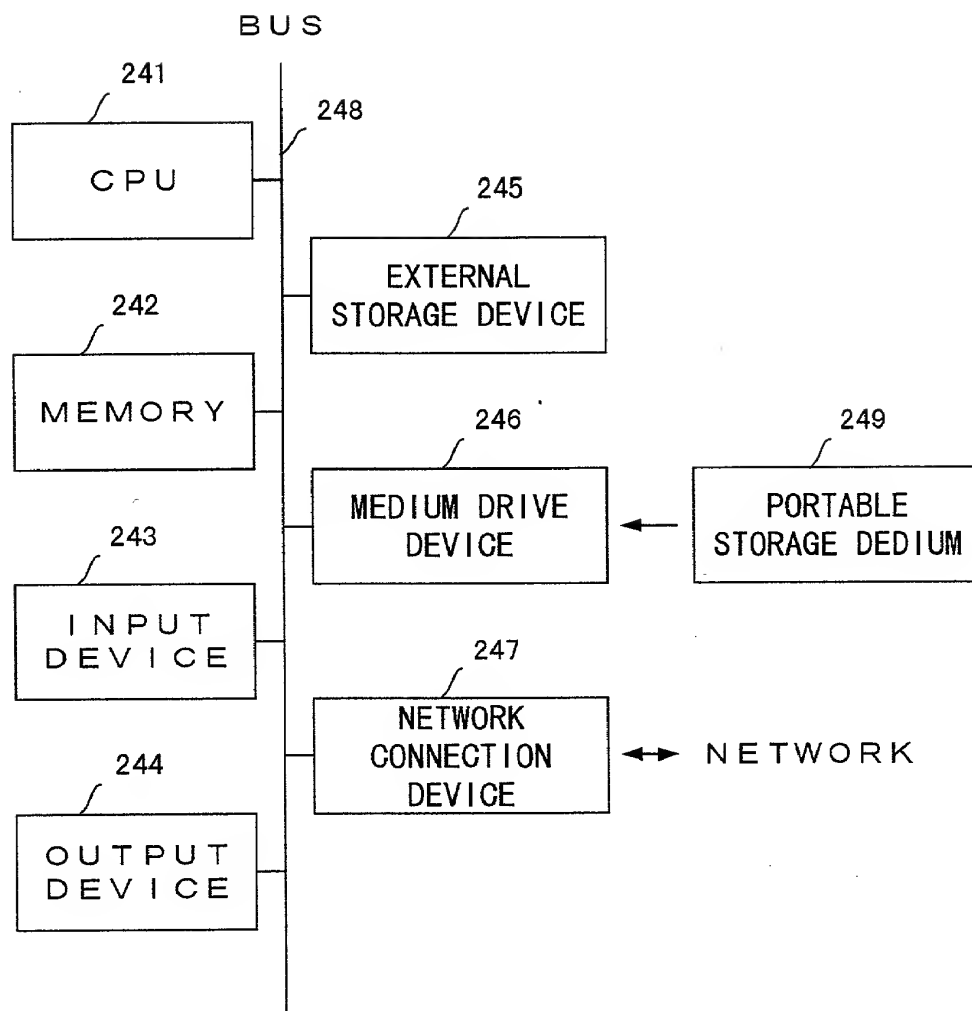 BUS
241
248
CPU
245
EXTERNAL
STORAGE DEVICE
242
MEMORY
246
249
MEDIUM DRIVE
DEVICE
PORTABLE
STORAGE DEDIUM
243
INPUT
DEVICE
247
NETWORK
CONNECTION
DEVICE
NETWORK
244
OUTPUT
DEVICE